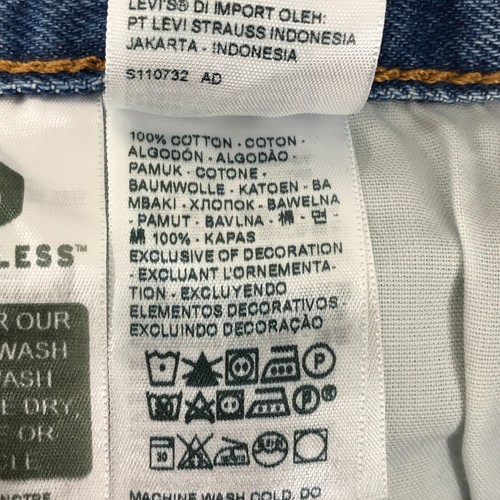 LEVI'S® DI IMPORT OLEH:
PT LEVI STRAUSS INDONESIA
JAKARTA - INDONESIA
S110732 AD
100% COTTON · COTON ·
ALGODÓN · ALGODÃO ·
PAMUK · COTONE ·
BAUMWOLLE · KATOEN · BA
MBAKI · ХЛОПОК · BAWEŁNA
· PAMUT · BAVLNA · 棉 · 면 ·
綿 100% · KAPAS
EXCLUSIVE OF DECORATION
· EXCLUANT L'ORNEMENTA-
TION · EXCLUYENDO
ELEMENTOS DECORATIVOS ·
EXCLUINDO DECORAÇÃO
P
P®
30
MACHINE WASH COLD, DO
LESS™
R OUR
WASH
WASH
E DRY,
E OR
CLE